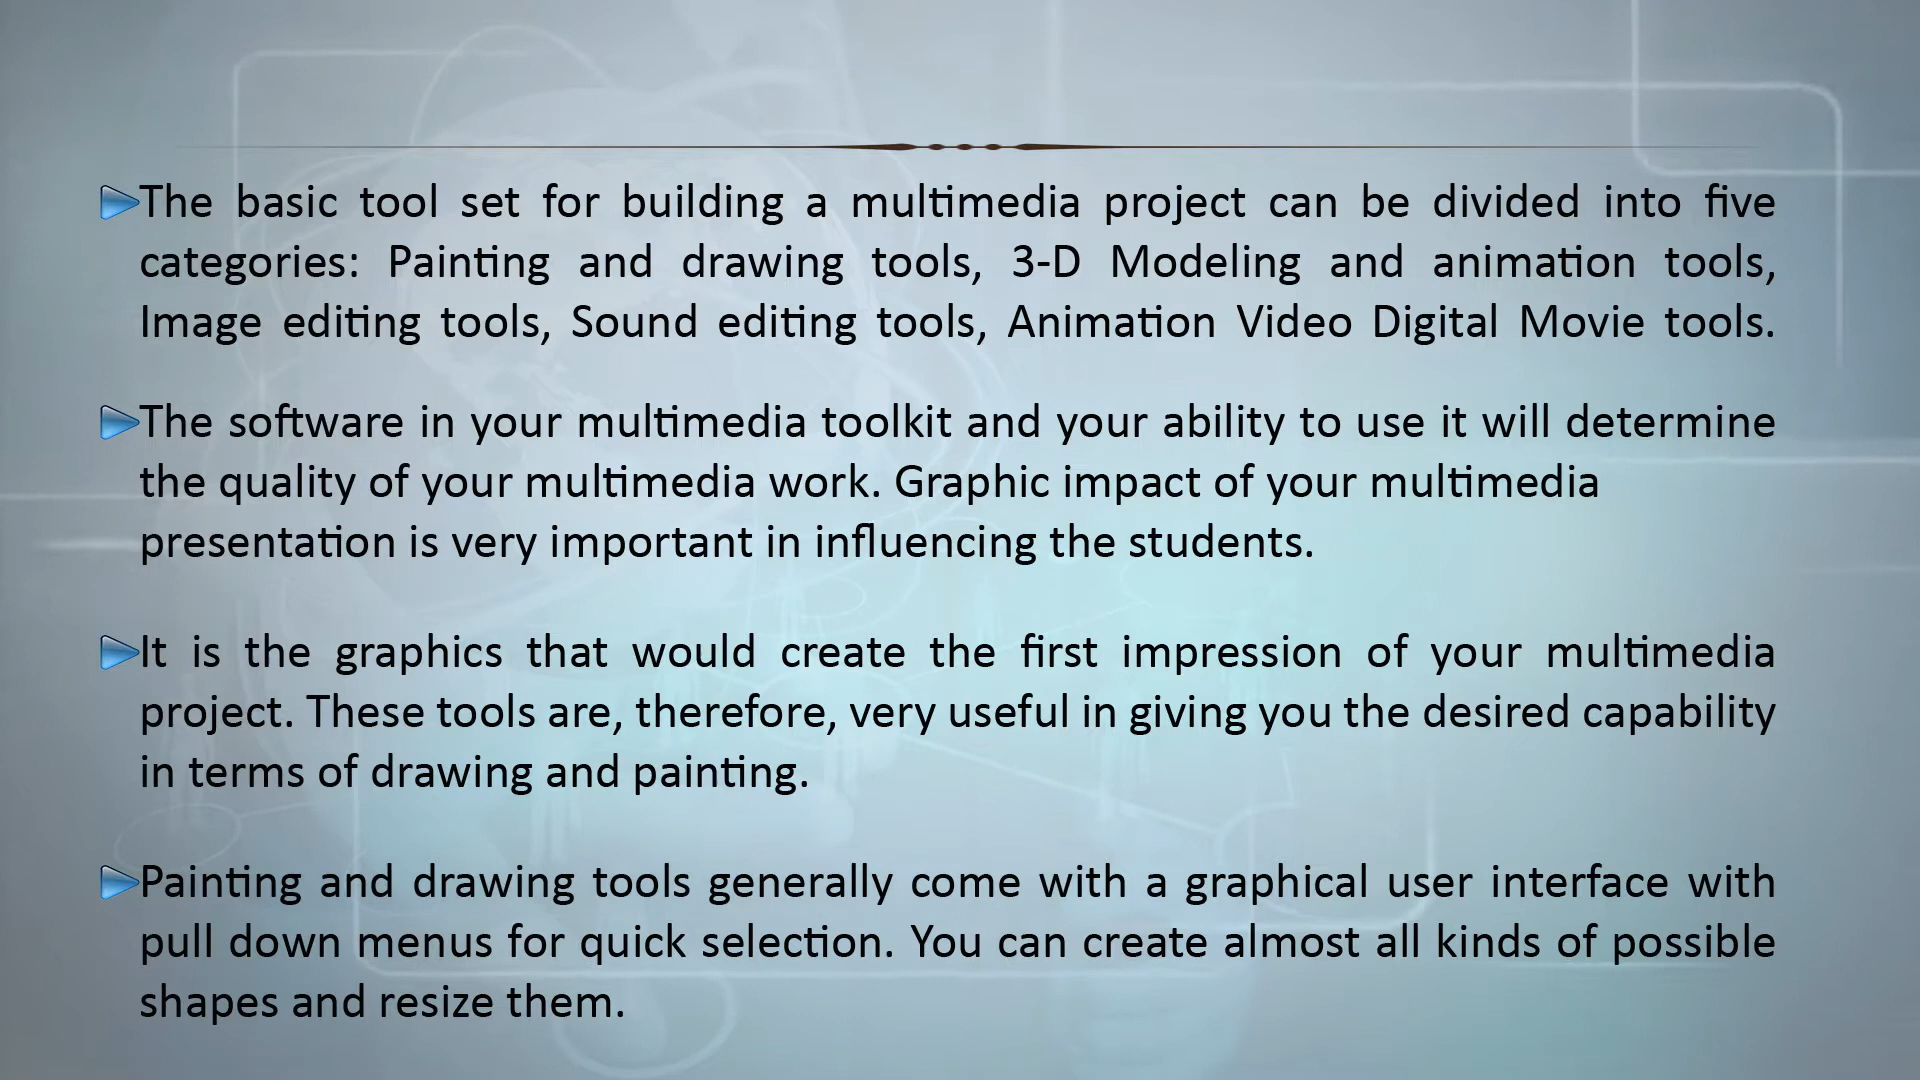 The basic tool set for building a multimedia project can be divided into five
categories: Painting and drawing tools, 3-D Modeling and animation tools,
Image editing tools, Sound editing tools, Animation Video Digital Movie tools.
The software in your multimedia toolkit and your ability to use it will determine
the quality of your multimedia work. Graphic impact of your multimedia
presentation is very important in influencing the students.
It is the graphics that would create the first impression of your multimedia
project. These tools are, therefore, very useful in giving you the desired capability
in terms of drawing and painting.
Painting and drawing tools generally come with a graphical user interface with
pull down menus for quick selection. You can create almost all kinds of possible
shapes and resize them.